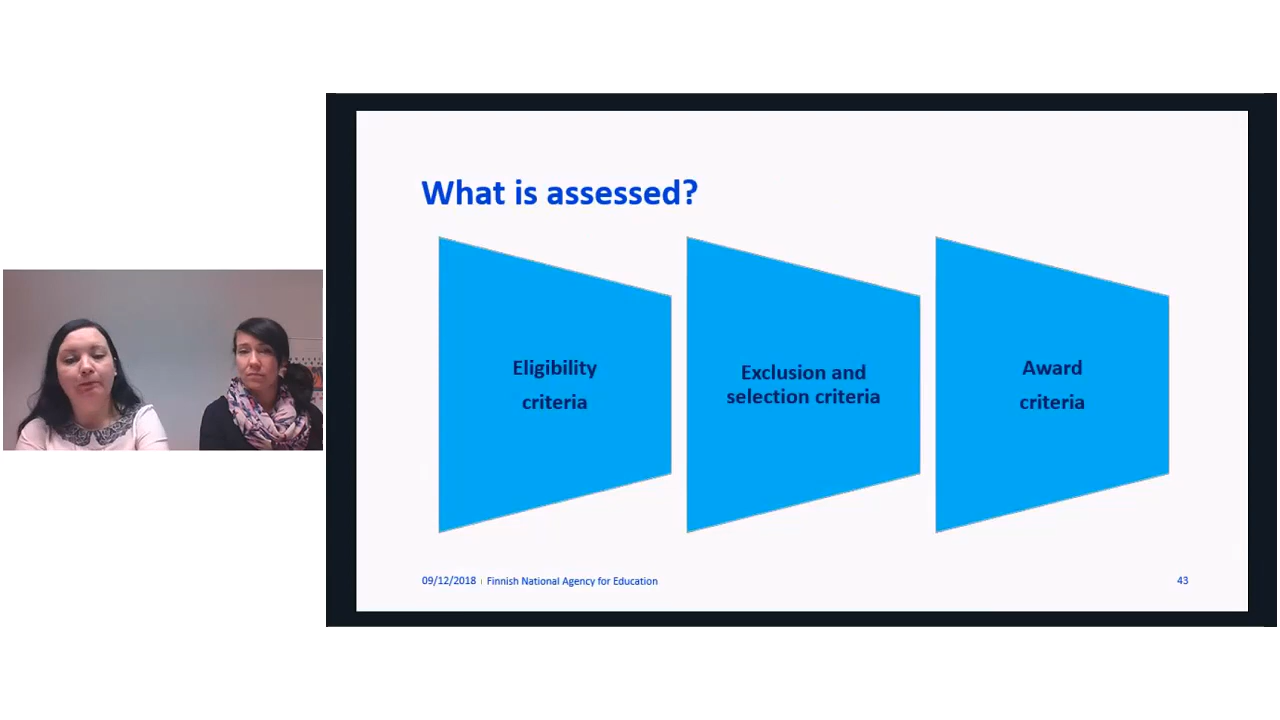 What is assessed?
Eligibility
criteria
Exclusion and
selection criteria
Award
criteria
09/12/2018 | Finnish National Agency for Education
43